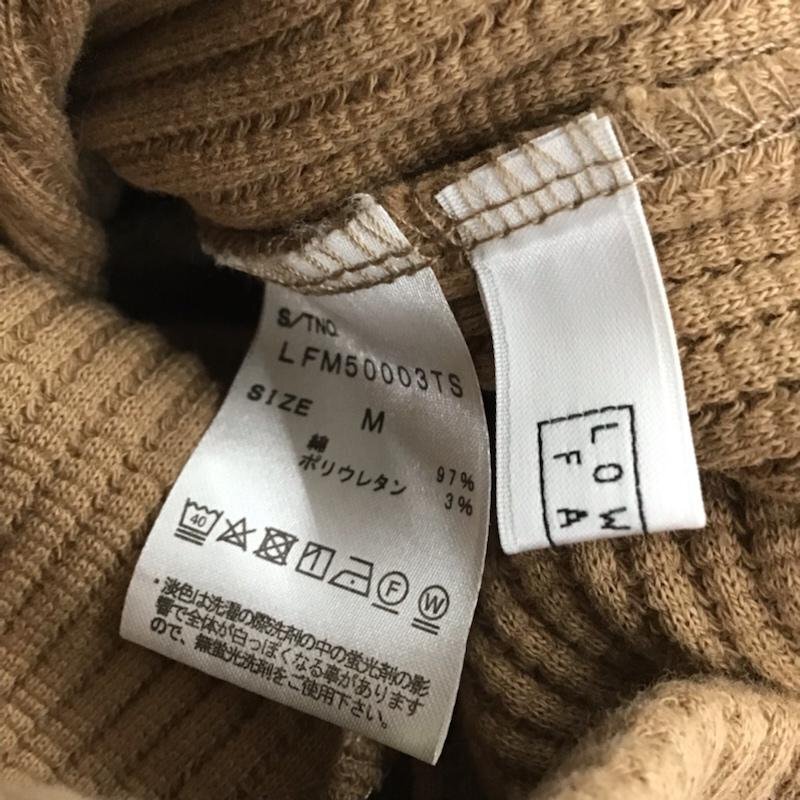 S/TNO.
LFM50003TS
SIZE M
綿 97%
ポリウレタン 3%
40
F
W
・淡色は洗濯の際洗剤の中の蛍光剤の影
響で全体が白っぽくなる事があります
ので、無蛍光洗剤をご使用下さい。
LOW
FA